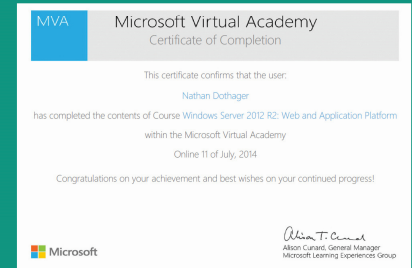 MVA
Microsoft Virtual Academy
Certificate of Completion
This certificate confirms that the user:
Nathan Dothager
has completed the contents of Course Windows Server 2012 R2: Web and Application Platform
within the Microsoft Virtual Academy
Online 11 of July, 2014
Congratulations on your achievement and best wishes on your continued progress!
Alison T. Cunard
Microsoft
Alison Cunard, General Manager
Microsoft Learning Experiences Group